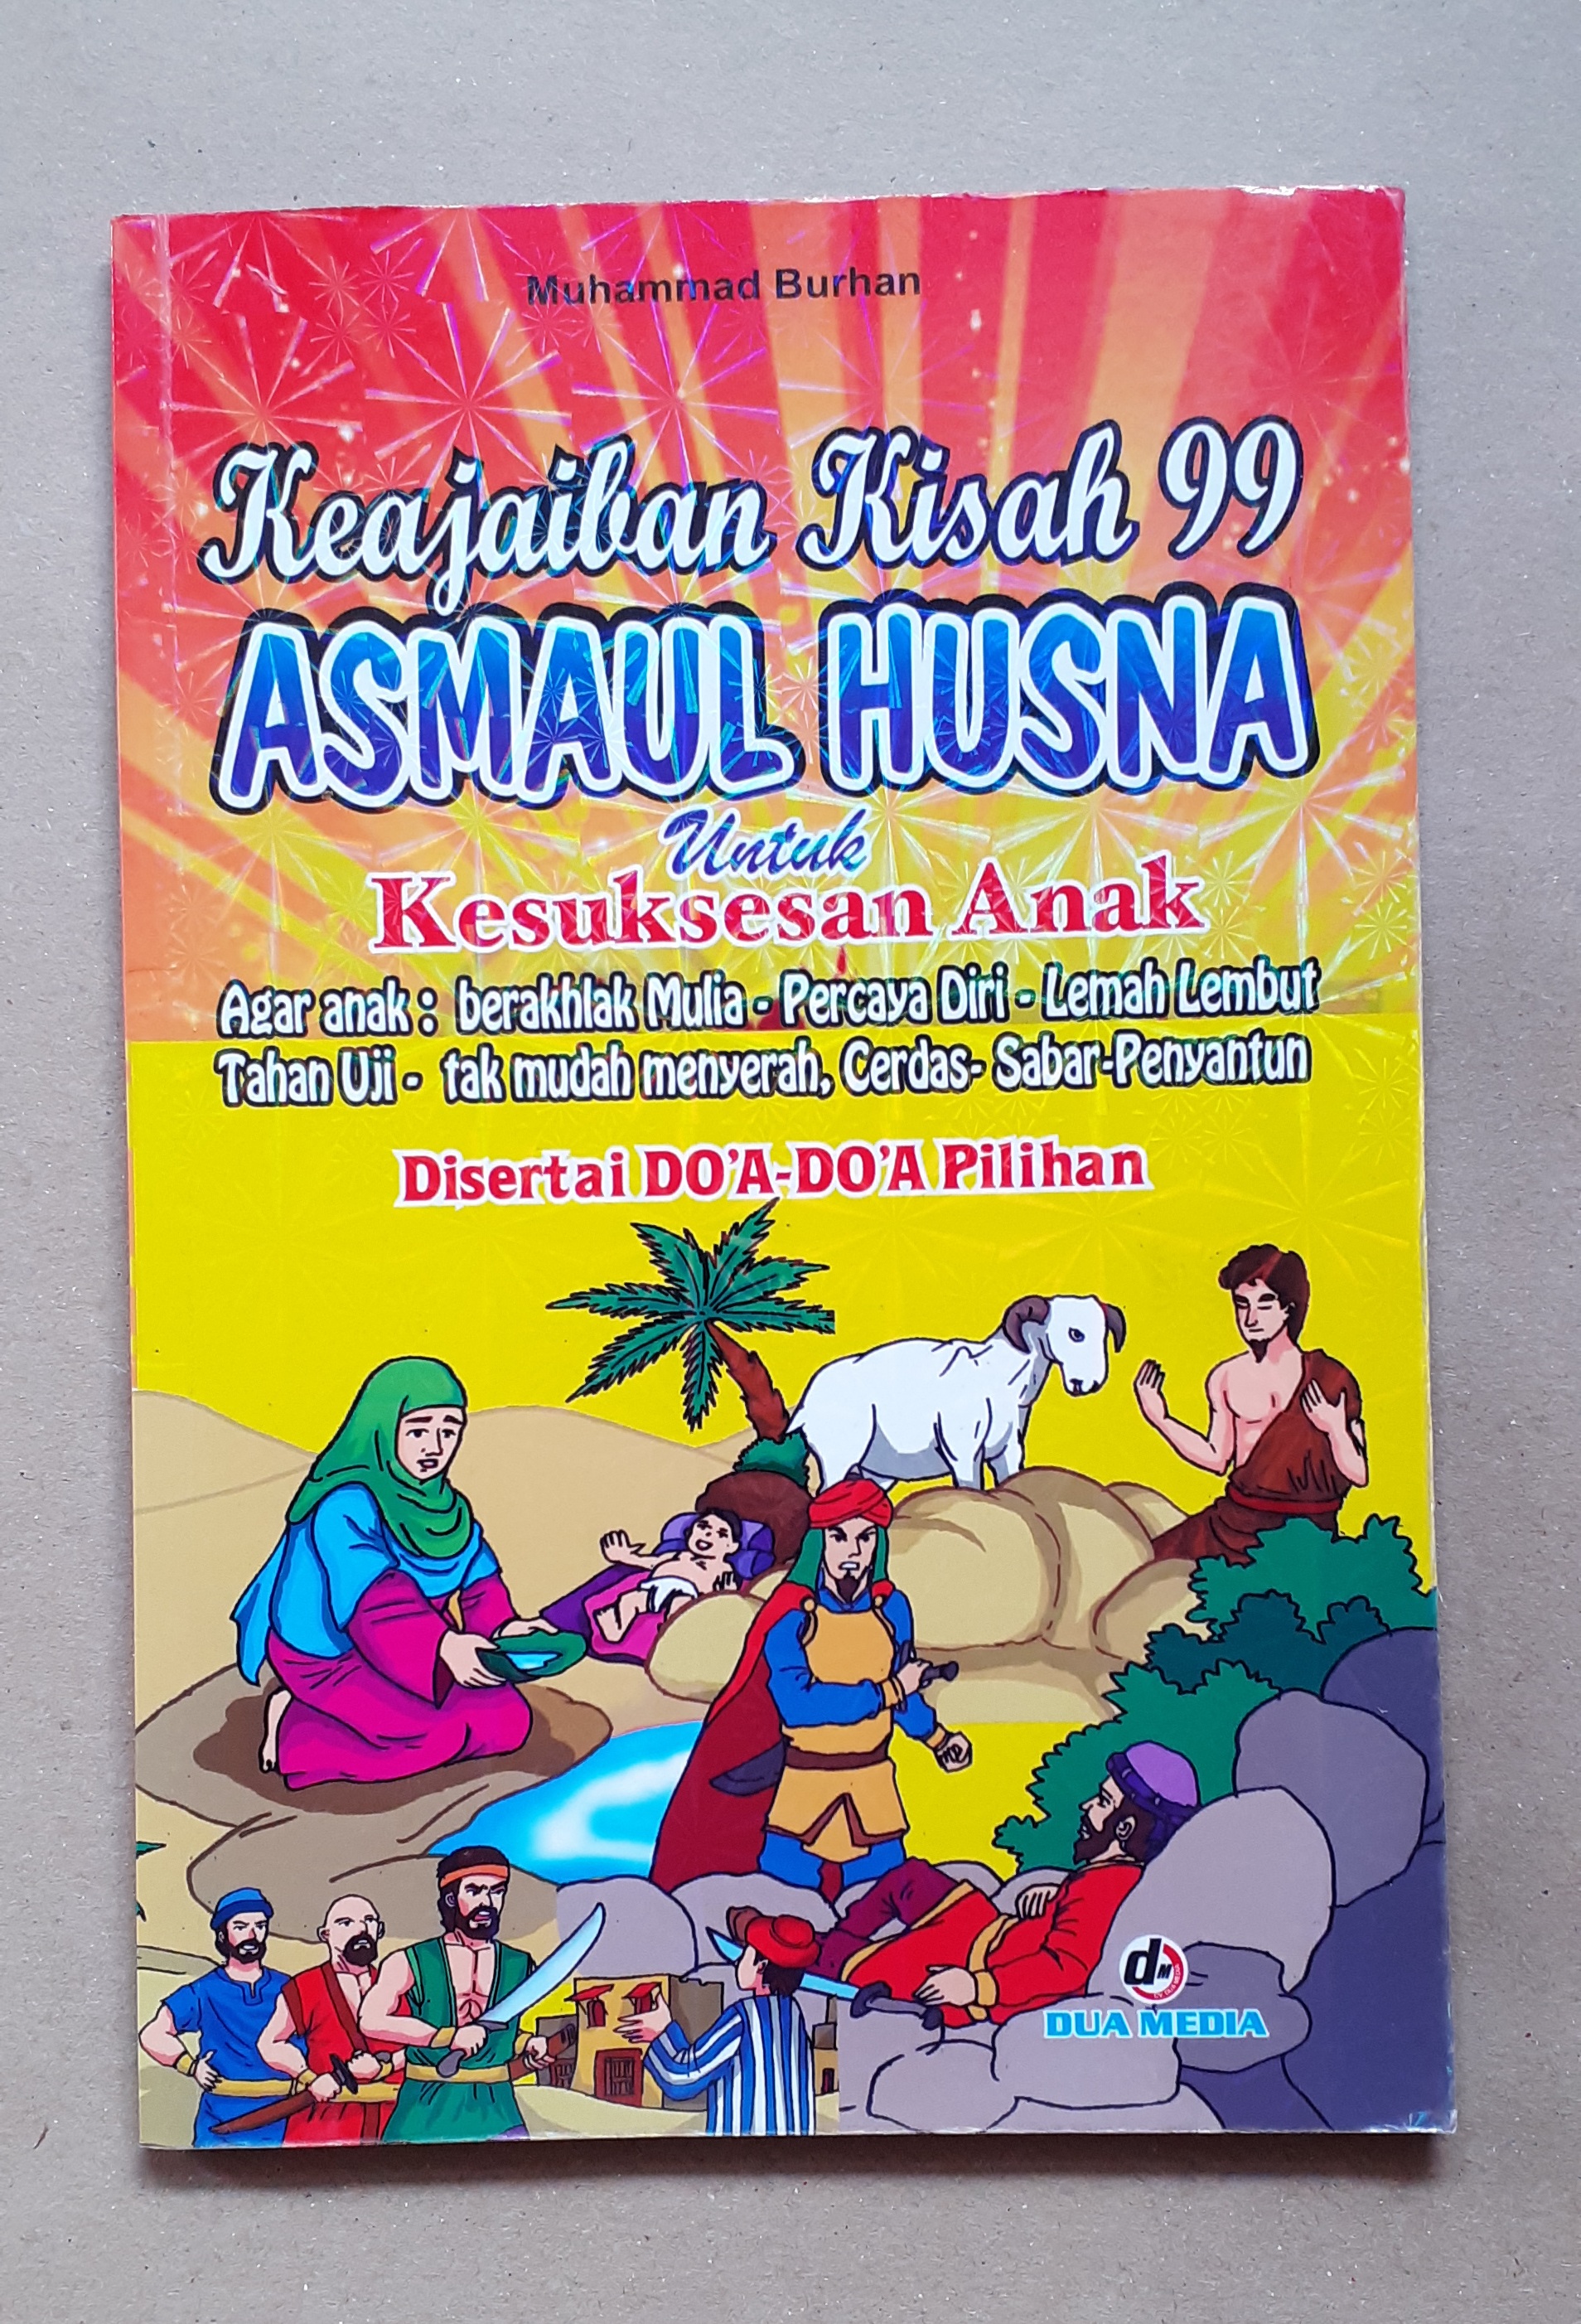 Muhammad Burhan
Keajaiban Kisah 99
ASMAUL HUSNA
Untuk
Kesuksesan Anak
Agar anak : berakhlak Mulia - Percaya Diri - Lemah Lembut
Tahan Uji - tak mudah menyerah, Cerdas- Sabar-Penyantun
Disertai DO'A-DO'A Pilihan
dM
DUA MEDIA